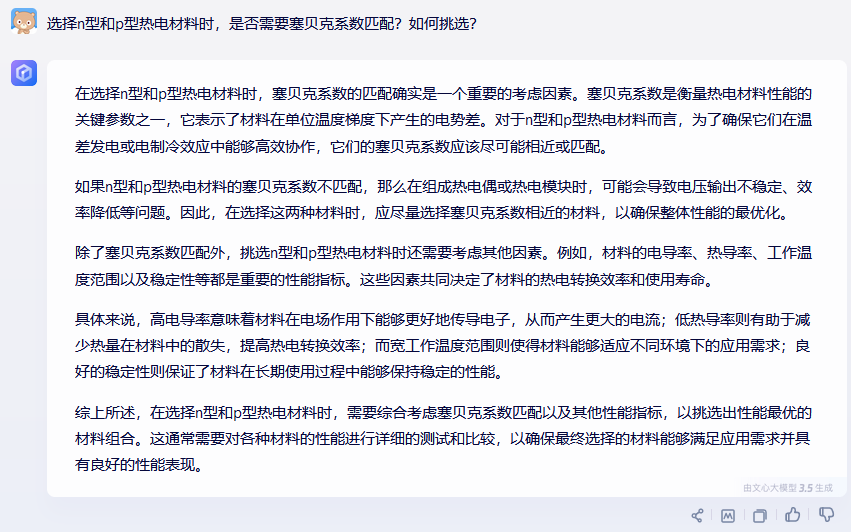 选择n型和p型热电材料时，是否需要塞贝克系数匹配？如何挑选？
在选择n型和p型热电材料时，塞贝克系数的匹配确实是一个重要的考虑因素。塞贝克系数是衡量热电材料性能的
关键参数之一，它表示了材料在单位温度梯度下产生的电势差。对于n型和p型热电材料而言，为了确保它们在温
差发电或电制冷效应中能够高效协作，它们的塞贝克系数应该尽可能相近或匹配。
如果n型和p型热电材料的塞贝克系数不匹配，那么在组成热电偶或热电模块时，可能会导致电压输出不稳定、效
率降低等问题。因此，在选择这两种材料时，应尽量选择塞贝克系数相近的材料，以确保整体性能的最优化。
除了塞贝克系数匹配外，挑选n型和p型热电材料时还需要考虑其他因素。例如，材料的电导率、热导率、工作温
度范围以及稳定性等都是重要的性能指标。这些因素共同决定了材料的热电转换效率和使用寿命。
具体来说，高电导率意味着材料在电场作用下能够更好地传导电子，从而产生更大的电流；低热导率则有助于减
少热量在材料中的散失，提高热电转换效率；而宽工作温度范围则使得材料能够适应不同环境下的应用需求；良
好的稳定性则保证了材料在长期使用过程中能够保持稳定的性能。
综上所述，在选择n型和p型热电材料时，需要综合考虑塞贝克系数匹配以及其他性能指标，以挑选出性能最优的
材料组合。这通常需要对各种材料的性能进行详细的测试和比较，以确保最终选择的材料能够满足应用需求并具
有良好的性能表现。
由文心大模型 3.5 生成